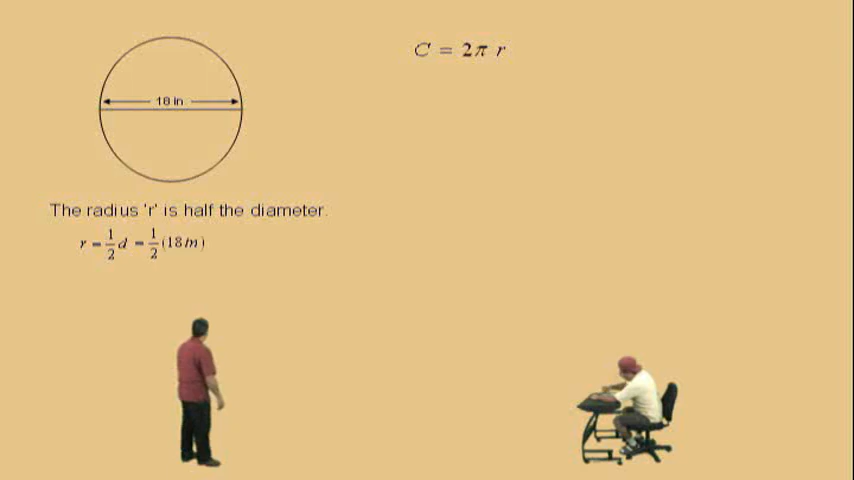 18 in
C = 2π r
The radius 'r' is half the diameter.
r = 1/2 d = 1/2 (18 in)